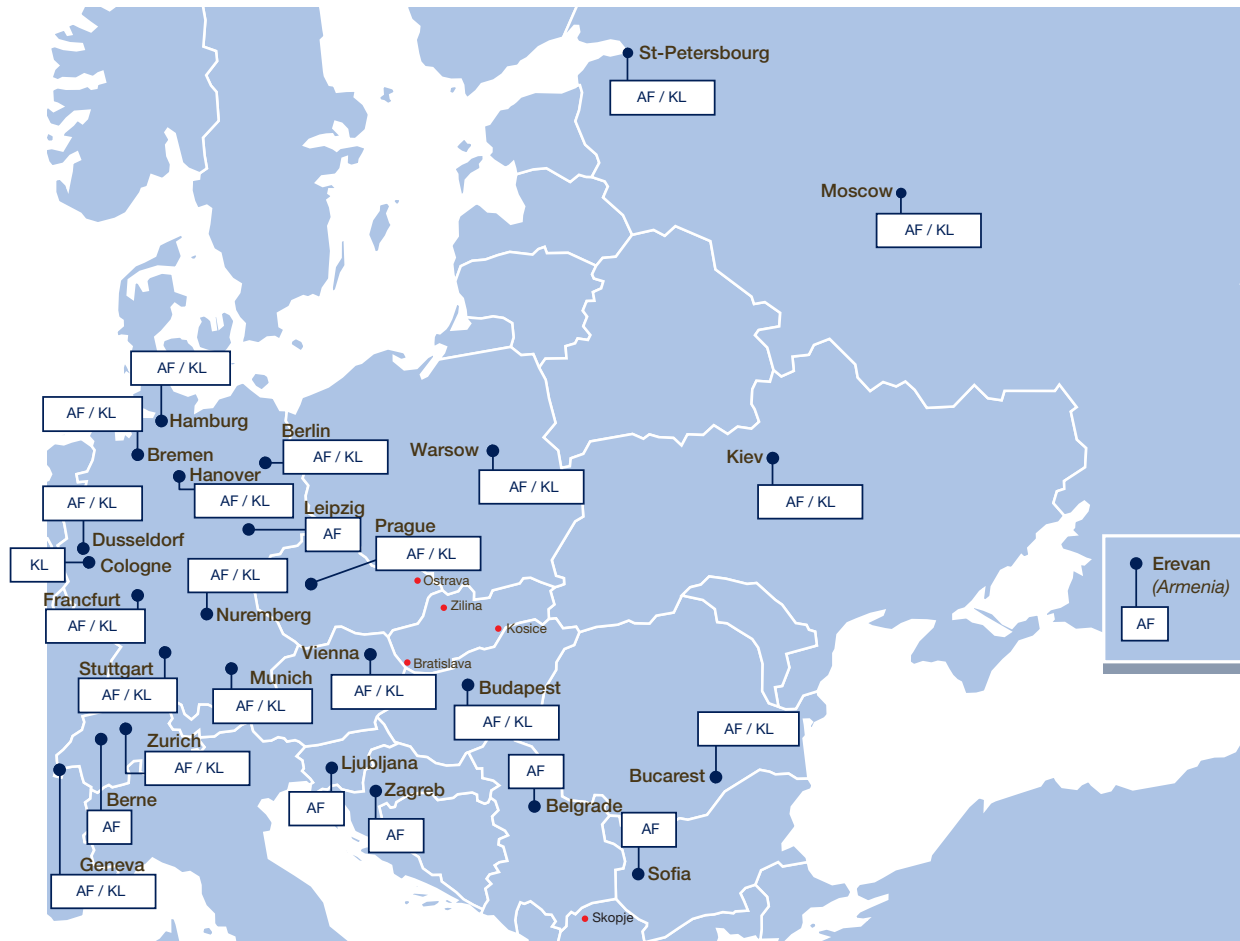 St-Petersbourg
AF / KL
Moscow
AF / KL
AF / KL
Hamburg
AF / KL
Bremen
Berlin
AF / KL
Hanover
AF / KL
Warsow
AF / KL
Kiev
AF / KL
AF / KL
Dusseldorf
KL
Cologne
Leipzig
AF
Prague
AF / KL
Ostrava
Zilina
Kosice
Bratislava
AF / KL
Nuremberg
Francfurt
AF / KL
Erevan
(Armenia)
AF
Stuttgart
AF / KL
Munich
AF / KL
Vienna
AF / KL
Budapest
AF / KL
AF / KL
Bucarest
Zurich
AF / KL
Berne
AF
Geneva
AF / KL
Ljubljana
AF
Zagreb
AF
AF
Belgrade
AF
Sofia
Skopje